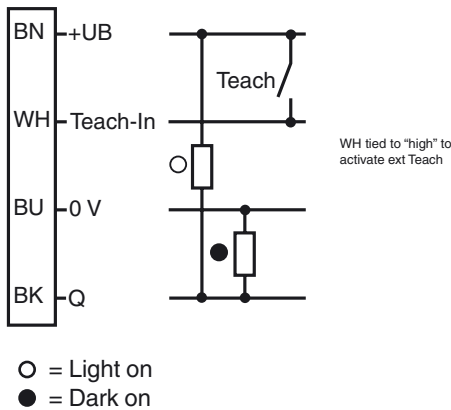 BN +UB
Teach
WH Teach-In
WH tied to “high” to
activate ext Teach
BU 0 V
BK Q
= Light on
= Dark on